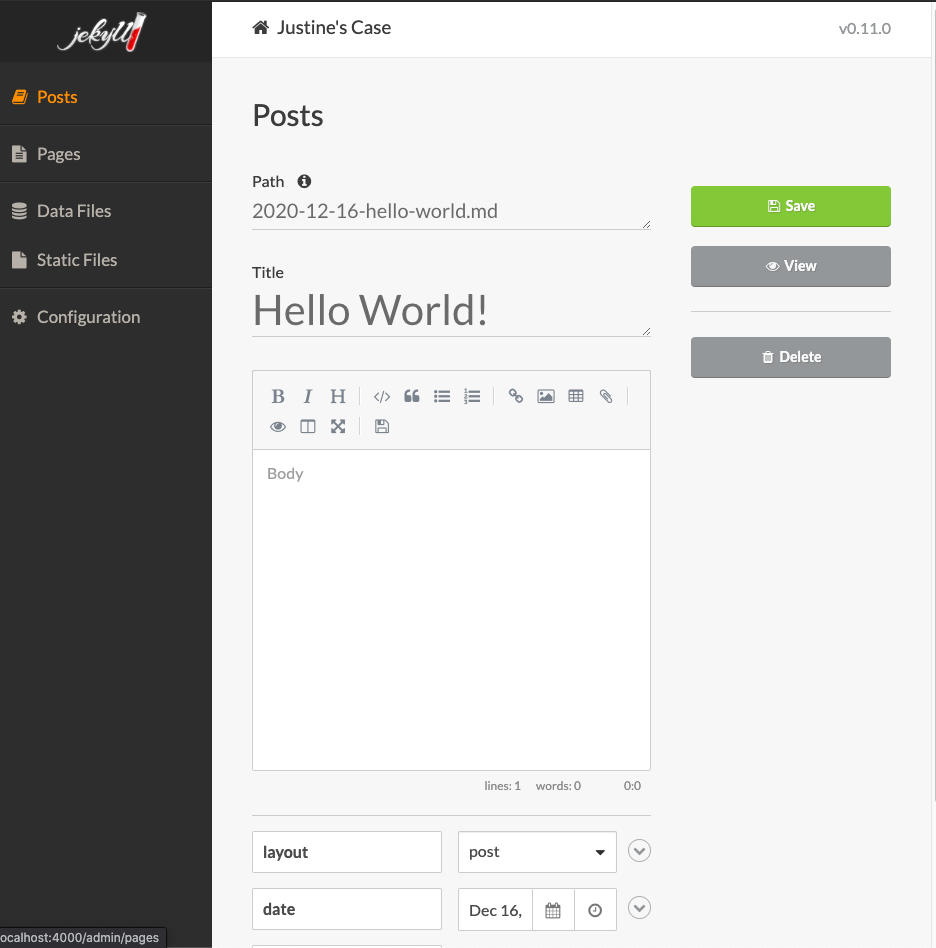 jekyll
Justine's Case
v0.11.0
Posts
Pages
Data Files
Static Files
Configuration
Posts
Path
2020-12-16-hello-world.md
Title
Hello World!
Save
View
Delete
B I H
Body
lines: 1 words: 0 0:0
layout post
date Dec 16,
ocalhost:4000/admin/pages